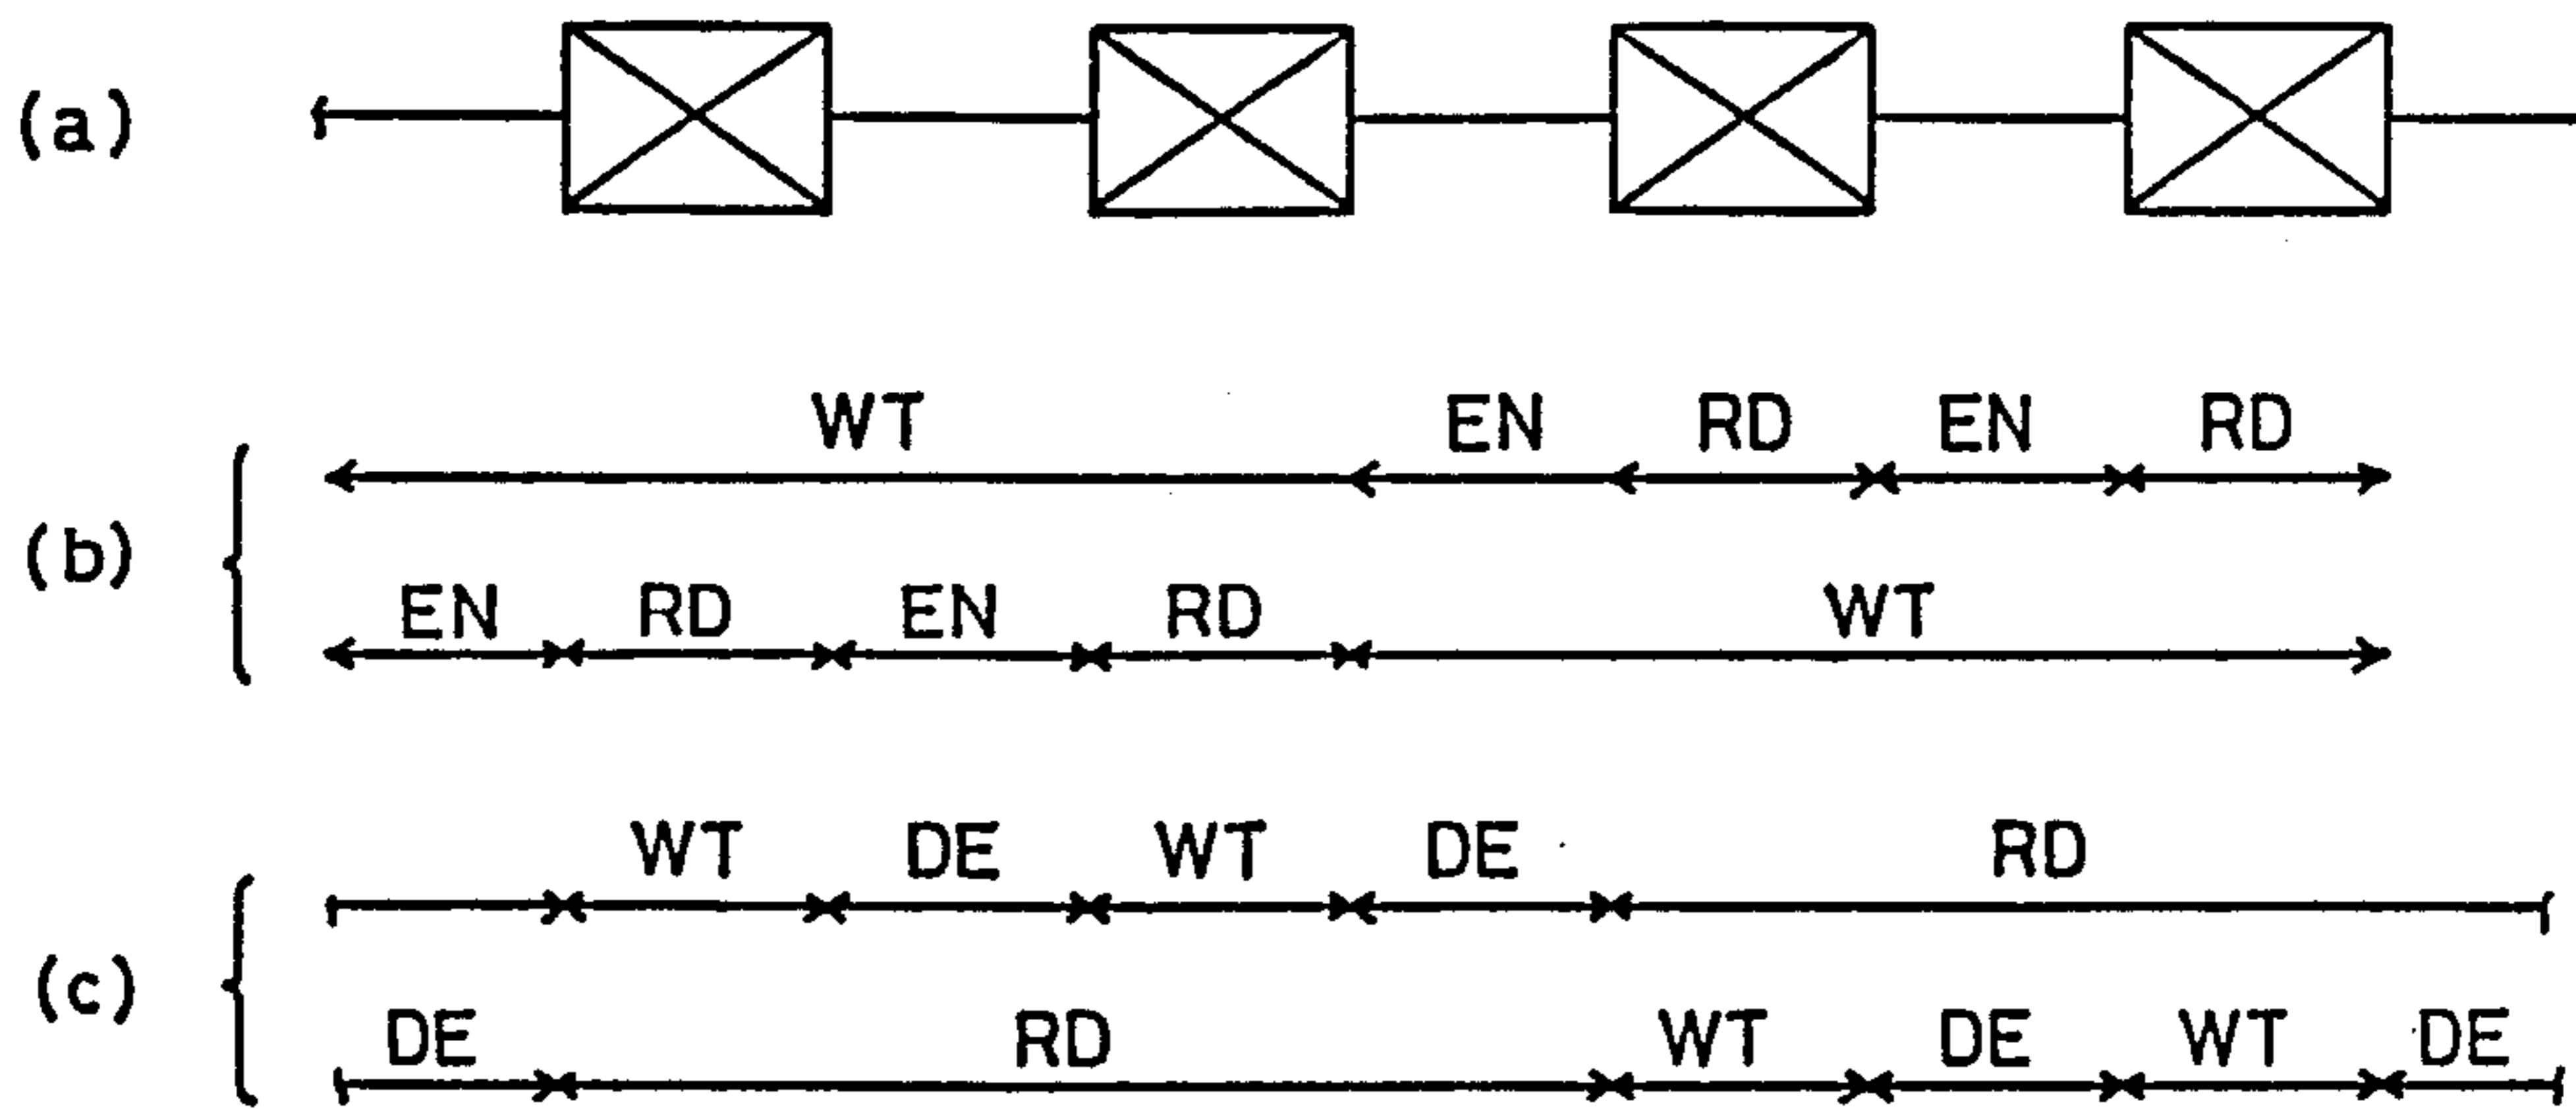 (a)
WT EN RD EN RD
(b)
EN RD EN RD WT
WT DE WT DE RD
(c)
DE RD WT DE WT DE